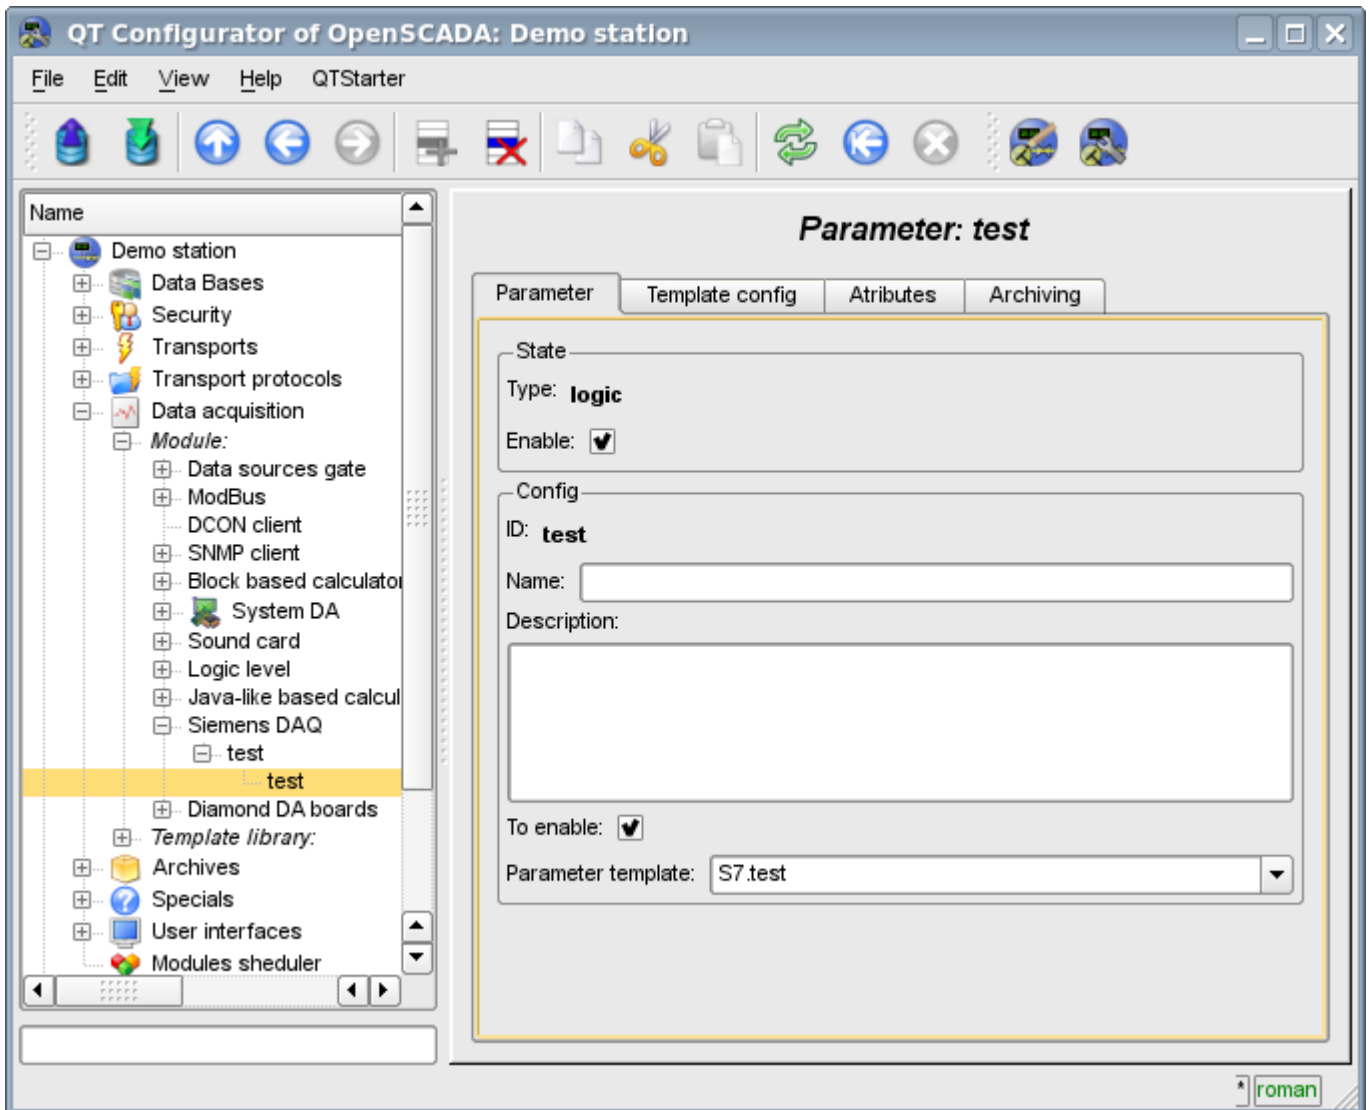 QT Configurator of OpenSCADA: Demo station
File Edit View Help QTStarter
Name
Demo station
Data Bases
Security
Transports
Transport protocols
Data acquisition
Module:
Data sources gate
ModBus
DCON client
SNMP client
Block based calculator
System DA
Sound card
Logic level
Java-like based calcul
Siemens DAQ
test
test
Diamond DA boards
Template library:
Archives
Specials
User interfaces
Modules sheduler
Parameter: test
Parameter Template config Atributes Archiving
State
Type: logic
Enable:
Config
ID: test
Name:
Description:
To enable:
Parameter template: S7.test
* roman